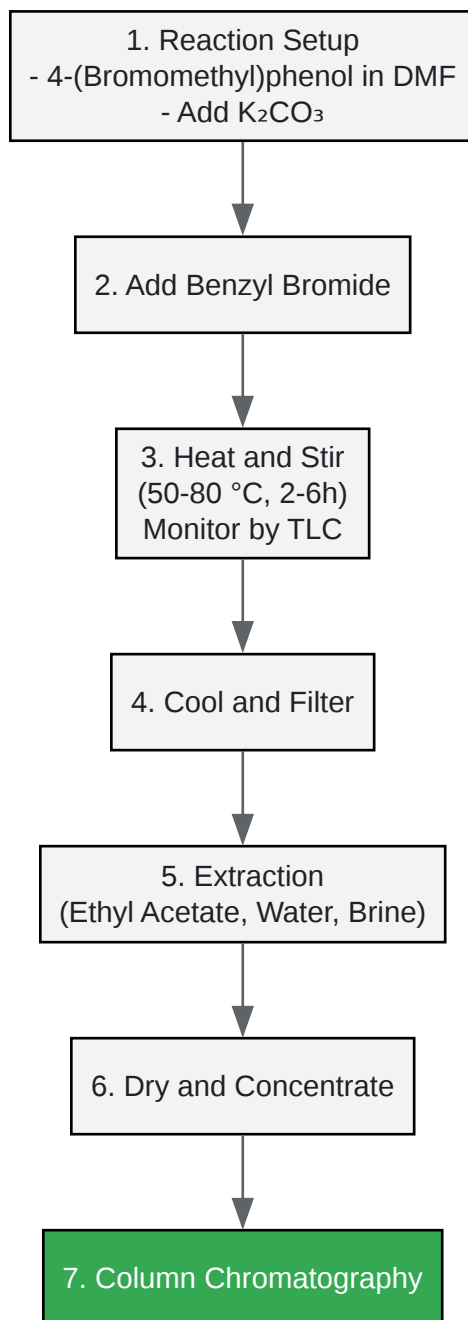 1. Reaction Setup
- 4-(Bromomethyl)phenol in DMF
- Add K₂CO₃
2. Add Benzyl Bromide
3. Heat and Stir
(50-80 °C, 2-6h)
Monitor by TLC
4. Cool and Filter
5. Extraction
(Ethyl Acetate, Water, Brine)
6. Dry and Concentrate
7. Column Chromatography